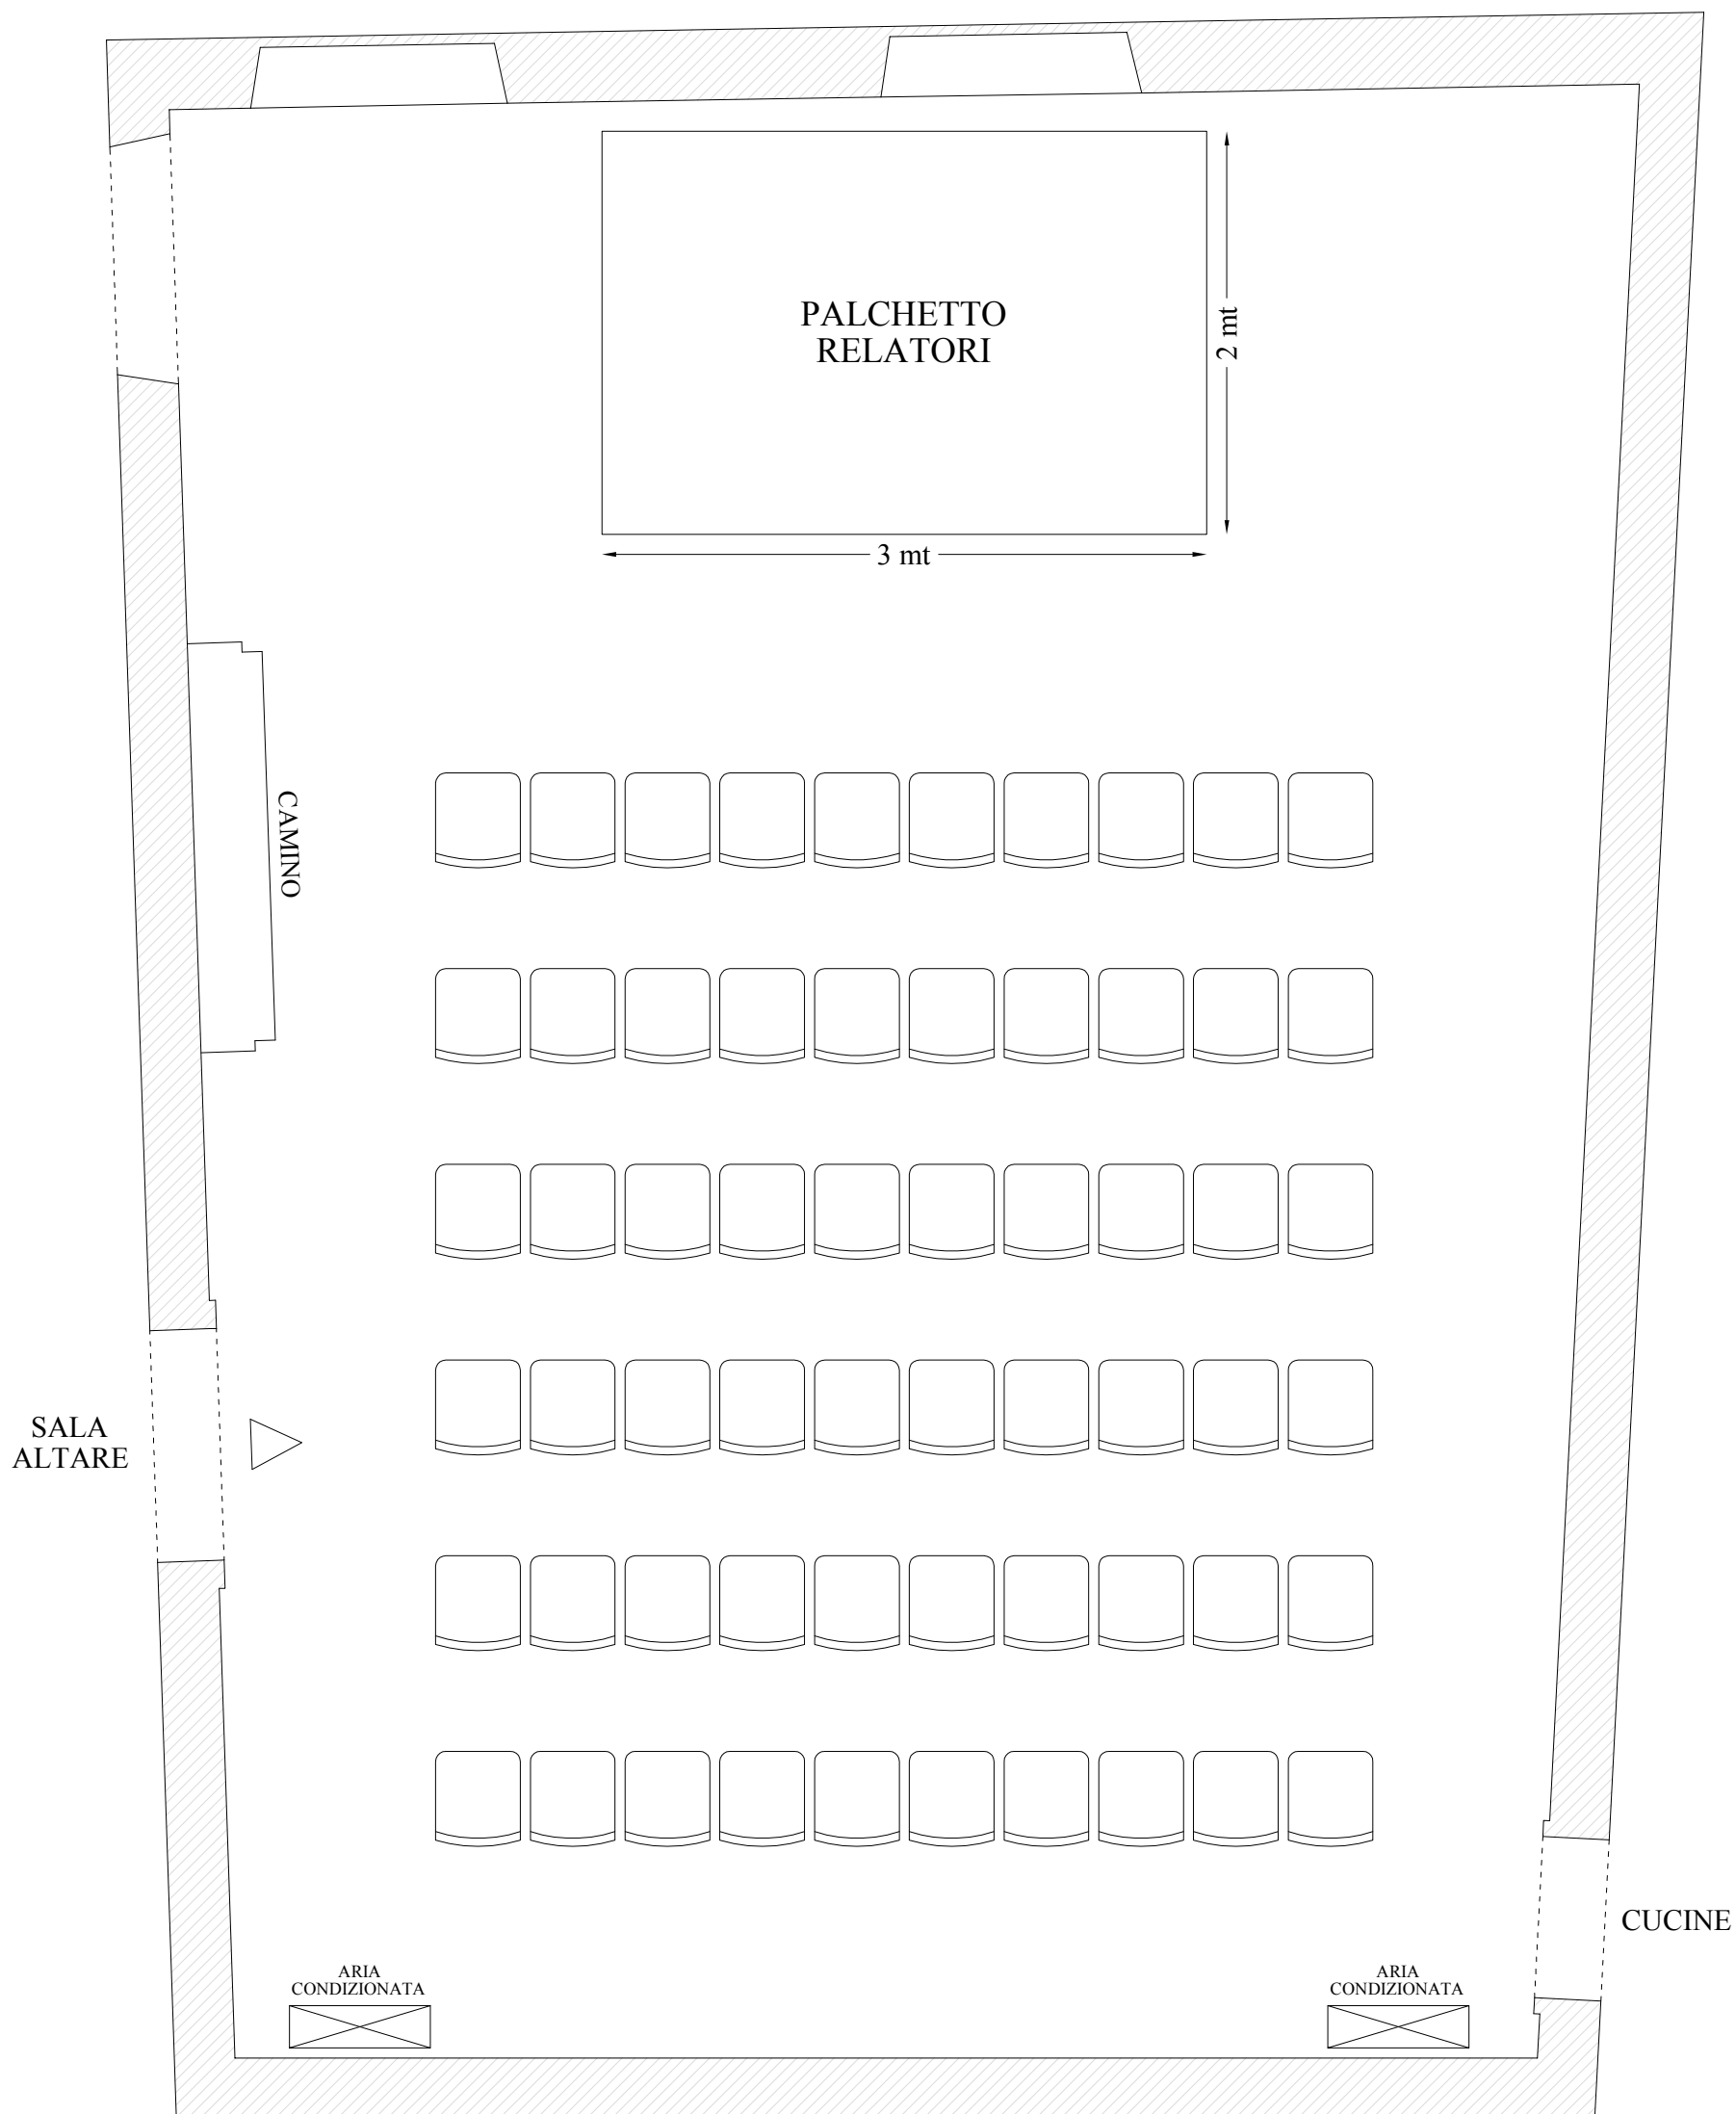 PALCHETTO
RELATORI
2 mt
3 mt
CAMINO
SALA
ALTARE
CUCINE
ARIA
CONDIZIONATA
ARIA
CONDIZIONATA